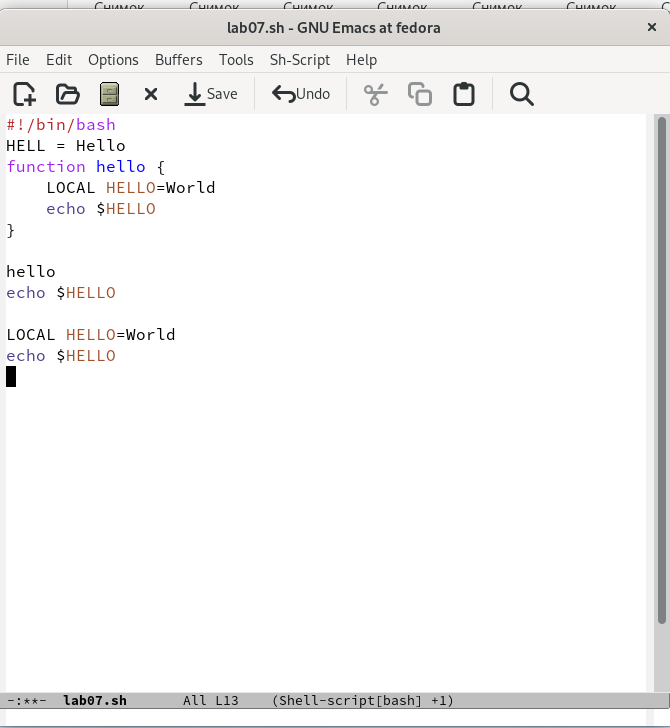 Снимок Снимок Снимок Снимок Снимок Снимок
lab07.sh - GNU Emacs at fedora ×
File Edit Options Buffers Tools Sh-Script Help
Save Undo
#!/bin/bash
HELL = Hello
function hello {
    LOCAL HELLO=World
    echo $HELLO
}
hello
echo $HELLO
LOCAL HELLO=World
echo $HELLO
-:**-  lab07.sh       All L13    (Shell-script[bash] +1)